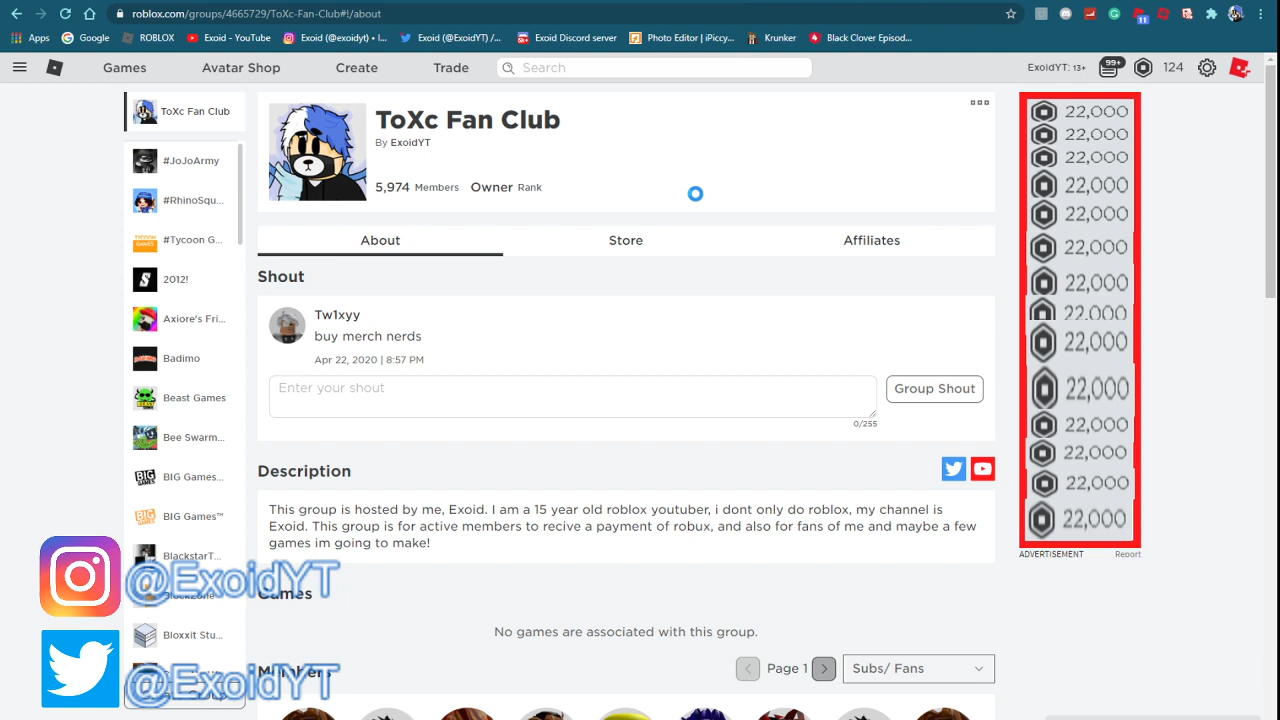 roblox.com/groups/4665729/ToXc-Fan-Club#!/about
11
Apps
Google
ROBLOX
Exoid - YouTube
Exoid (@exoidyt) • I...
Exoid (@ExoidYT) /...
Exoid Discord server
Photo Editor | iPiccy...
Krunker
Black Clover Episod...
Games
Avatar Shop
Create
Trade
Search
ExoidYT: 13+
99+
124
ToXc Fan Club
#JoJoArmy
#RhinoSqu...
#Tycoon G...
2012!
Axiore's Fri...
Badimo
Beast Games
Bee Swarm...
BIG Games...
BIG Games™
BlackstarT...
Bloxxit Stu...
ToXc Fan Club
By ExoidYT
5,974 Members
Owner Rank
About
Store
Affiliates
Shout
Tw1xyy
buy merch nerds
Apr 22, 2020 | 8:57 PM
Enter your shout
Group Shout
0/255
Description
This group is hosted by me, Exoid. I am a 15 year old roblox youtuber, i dont only do roblox, my channel is
Exoid. This group is for active members to recive a payment of robux, and also for fans of me and maybe a few
games im going to make!
Games
No games are associated with this group.
Members
Page 1
Subs/ Fans
22,000
22,000
22,000
22,000
22,000
22,000
22,000
22,000
22,000
22,000
22,000
22,000
22,000
22,000
ADVERTISEMENT
Report
@ExoidYT
@ExoidYT